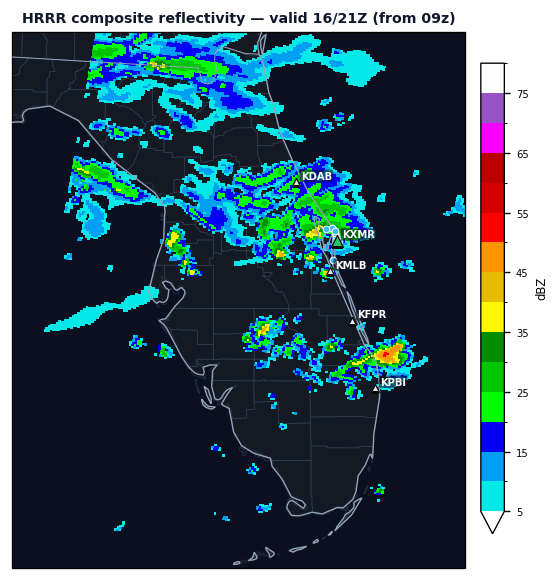 HRRR composite reflectivity — valid 16/21Z (from 09z)
75
65
KDAB
55
KXMR
KMLB
45
dBZ
KFPR
35
KPBI
25
15
5